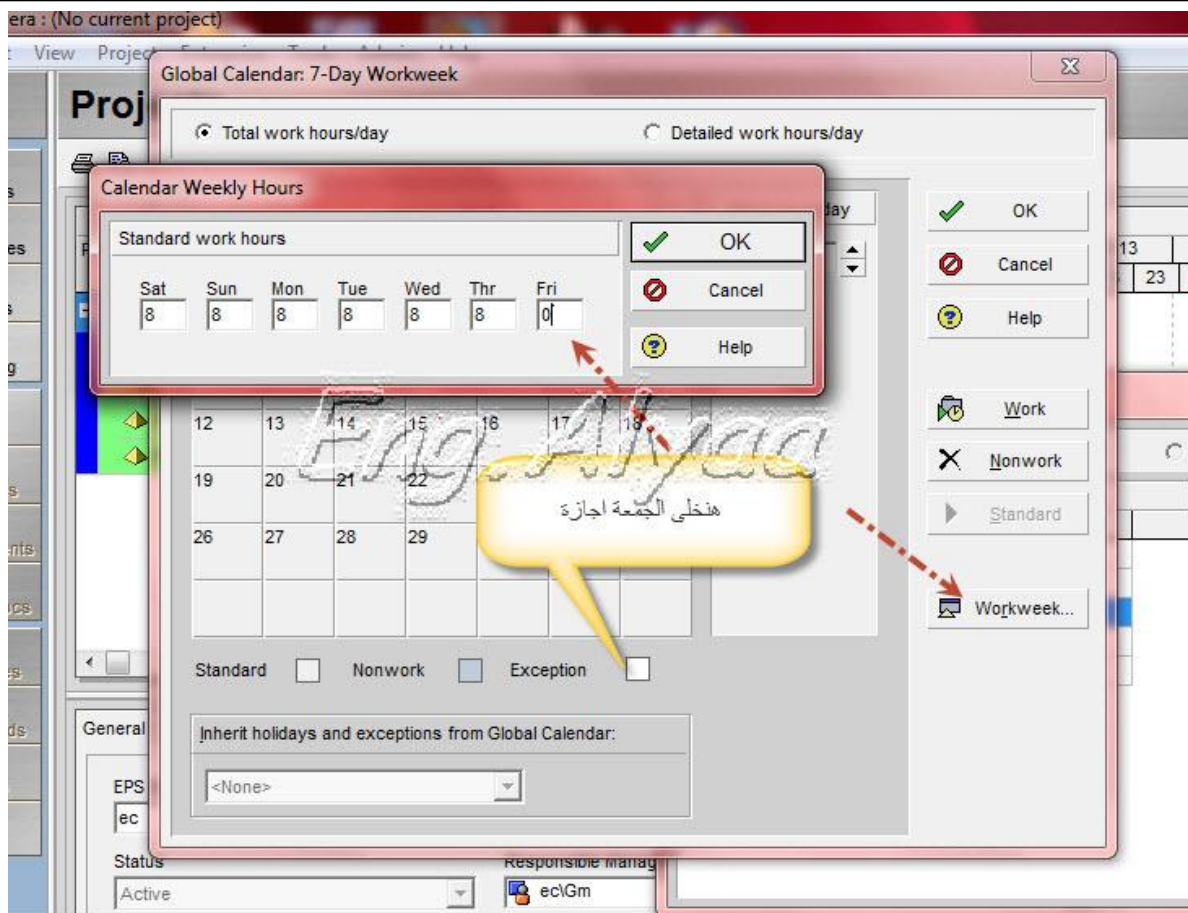 era : (No current project)
View Project
Global Calendar: 7-Day Workweek
Proj
Total work hours/day
Detailed work hours/day
Calendar Weekly Hours
Standard work hours
Sat Sun Mon Tue Wed Thr Fri
8 8 8 8 8 8 0
OK
Cancel
Help
day
OK
Cancel
Help
Work
Nonwork
Standard
Workweek...
13
23
12 13 14 15 16 17 18
19 20 21 22
26 27 28 29
Eng. Alyaa
هنخلى الجمعة اجازة
Standard Nonwork Exception
Inherit holidays and exceptions from Global Calendar:
<None>
General
EPS
ec
Status
Active
Responsible Manag
ec\Gm